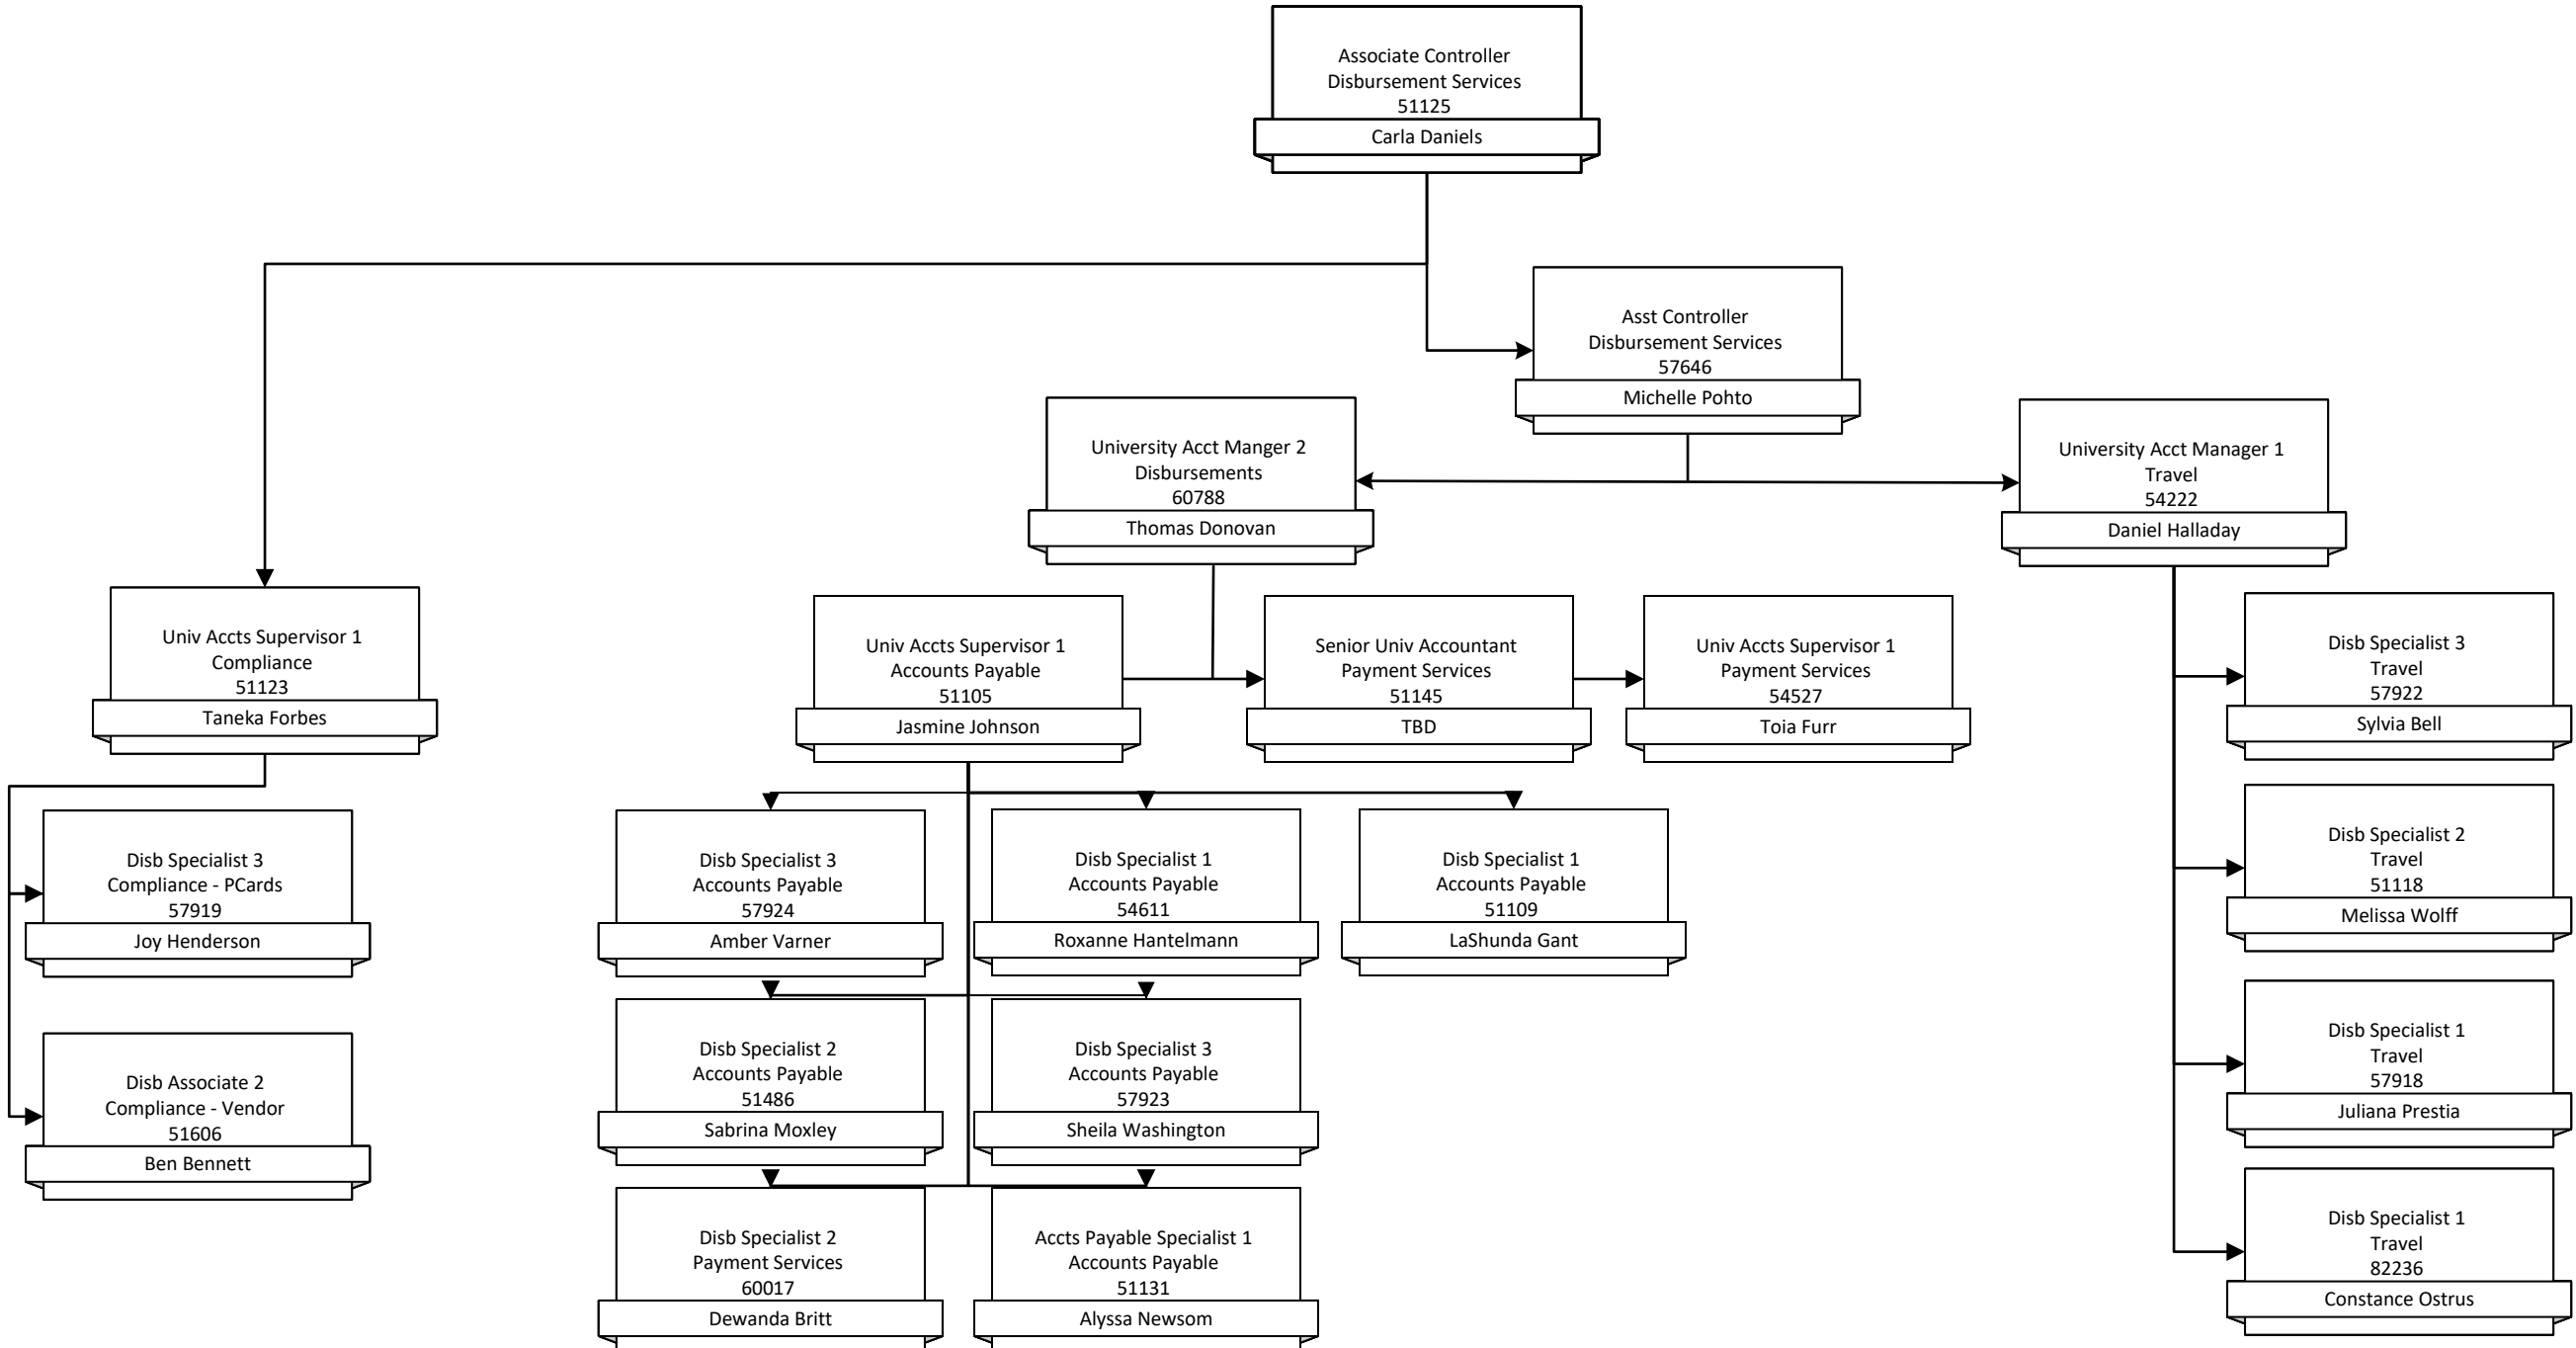 Associate Controller
Disbursement Services
51125
Carla Daniels
Asst Controller
Disbursement Services
57646
Michelle Pohto
University Acct Manger 2
Disbursements
60788
Thomas Donovan
University Acct Manager 1
Travel
54222
Daniel Halladay
Univ Accts Supervisor 1
Compliance
51123
Taneka Forbes
Univ Accts Supervisor 1
Accounts Payable
51105
Jasmine Johnson
Senior Univ Accountant
Payment Services
51145
TBD
Univ Accts Supervisor 1
Payment Services
54527
Toia Furr
Disb Specialist 3
Travel
57922
Sylvia Bell
Disb Specialist 3
Compliance - PCards
57919
Joy Henderson
Disb Specialist 3
Accounts Payable
57924
Amber Varner
Disb Specialist 1
Accounts Payable
54611
Roxanne Hantelmann
Disb Specialist 1
Accounts Payable
51109
LaShunda Gant
Disb Specialist 2
Travel
51118
Melissa Wolff
Disb Associate 2
Compliance - Vendor
51606
Ben Bennett
Disb Specialist 2
Accounts Payable
51486
Sabrina Moxley
Disb Specialist 3
Accounts Payable
57923
Sheila Washington
Disb Specialist 1
Travel
57918
Juliana Prestia
Disb Specialist 2
Payment Services
60017
Dewanda Britt
Accts Payable Specialist 1
Accounts Payable
51131
Alyssa Newsom
Disb Specialist 1
Travel
82236
Constance Ostrus